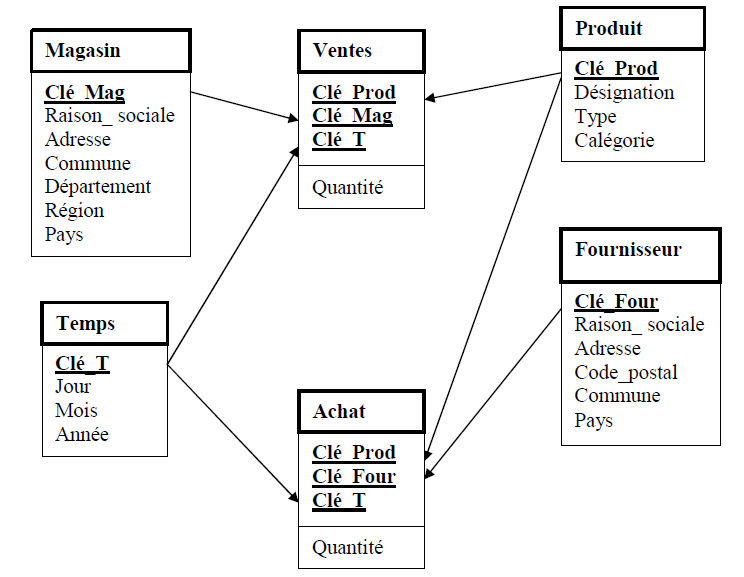 Magasin
Clé_Mag
Raison_ sociale
Adresse
Commune
Département
Région
Pays
Ventes
Clé_Prod
Clé_Mag
Clé_T
Quantité
Produit
Clé_Prod
Désignation
Type
Calégorie
Temps
Clé_T
Jour
Mois
Année
Achat
Clé_Prod
Clé_Four
Clé_T
Quantité
Fournisseur
Clé_Four
Raison_ sociale
Adresse
Code_postal
Commune
Pays